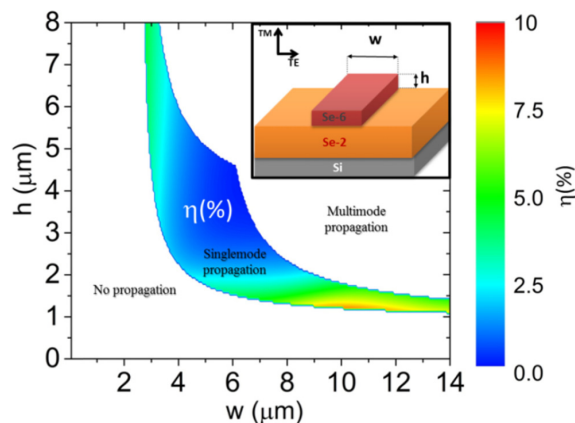 8
7
6
5
4
3
2
1
0
h (μm)
2 4 6 8 10 12 14
w (μm)
TM
TE
w
h
Se-6
Se-2
Si
η(%)
Singlemode
propagation
Multimode
propagation
No propagation
10
7.5
5.0
2.5
0.0
η(%)